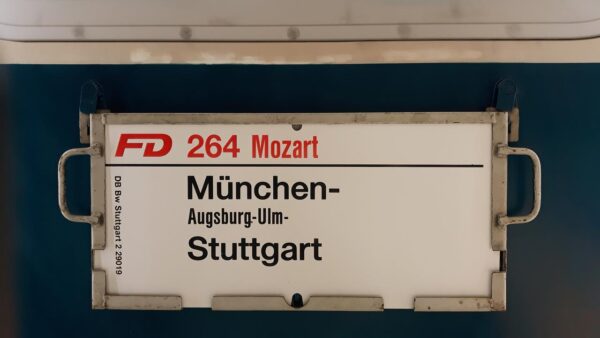 FD 264 Mozart
München-
Augsburg-Ulm-
Stuttgart
DB Bw Stuttgart 2 29019